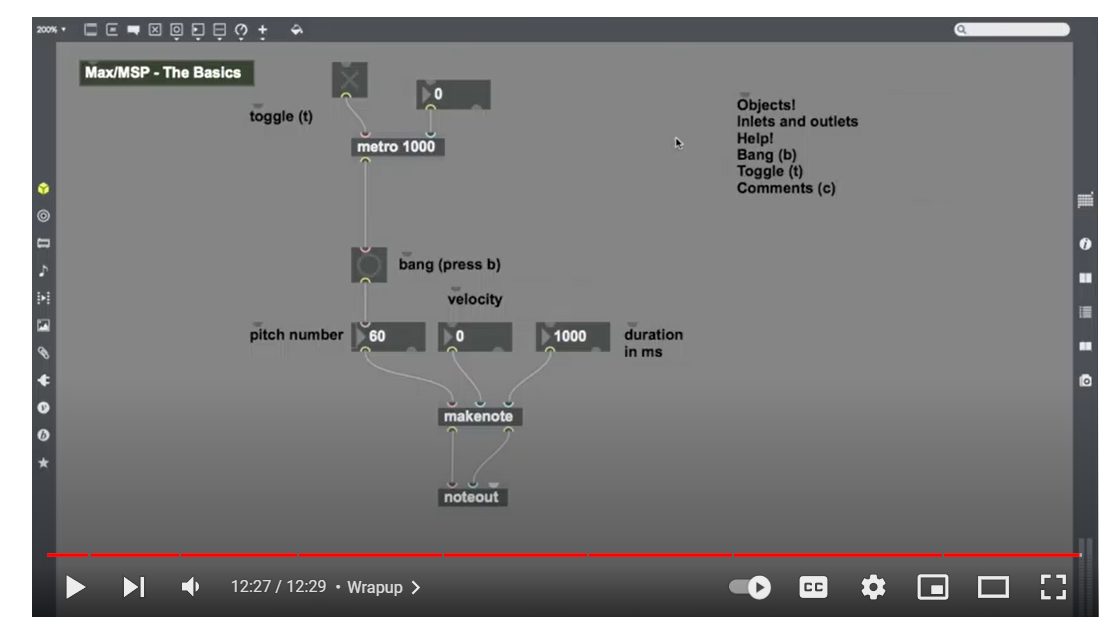 200%
Max/MSP - The Basics
0
toggle (t)
metro 1000
Objects!
Inlets and outlets
Help!
Bang (b)
Toggle (t)
Comments (c)
bang (press b)
velocity
pitch number
60
0
1000
duration
in ms
makenote
noteout
12:27 / 12:29 • Wrapup
CC